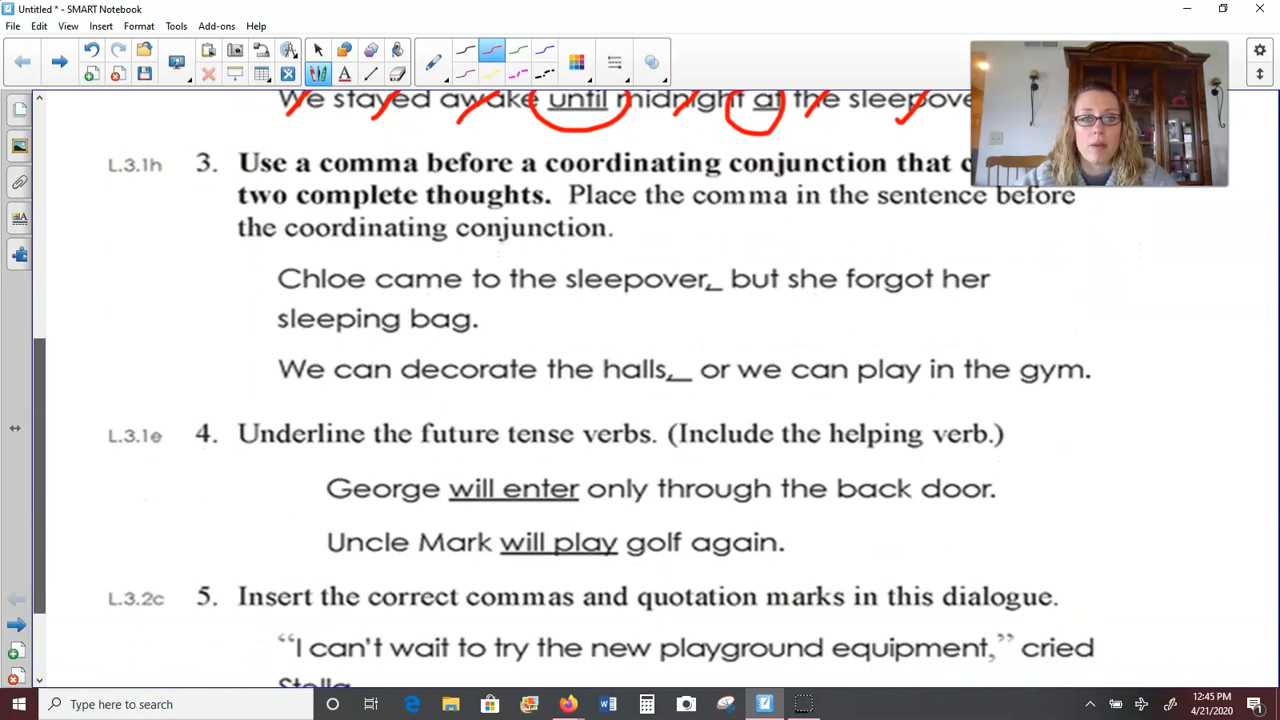 Untitled * - SMART Notebook
File Edit View Insert Format Tools Add-ons Help
We stayed awake until midnight at the
L.3.1h 3. Use a comma before a coordinating conjunction that
two complete thoughts. Place the comma in the sentence before
the coordinating conjunction.
Chloe came to the sleepover,_ but she forgot her
sleeping bag.
We can decorate the halls,_ or we can play in the gym.
L.3.1e 4. Underline the future tense verbs. (Include the helping verb.)
George will enter only through the back door.
Uncle Mark will play golf again.
L.3.2c 5. Insert the correct commas and quotation marks in this dialogue.
“I can't wait to try the new playground equipment,” cried
Stella
Type here to search
12:45 PM
4/21/2020